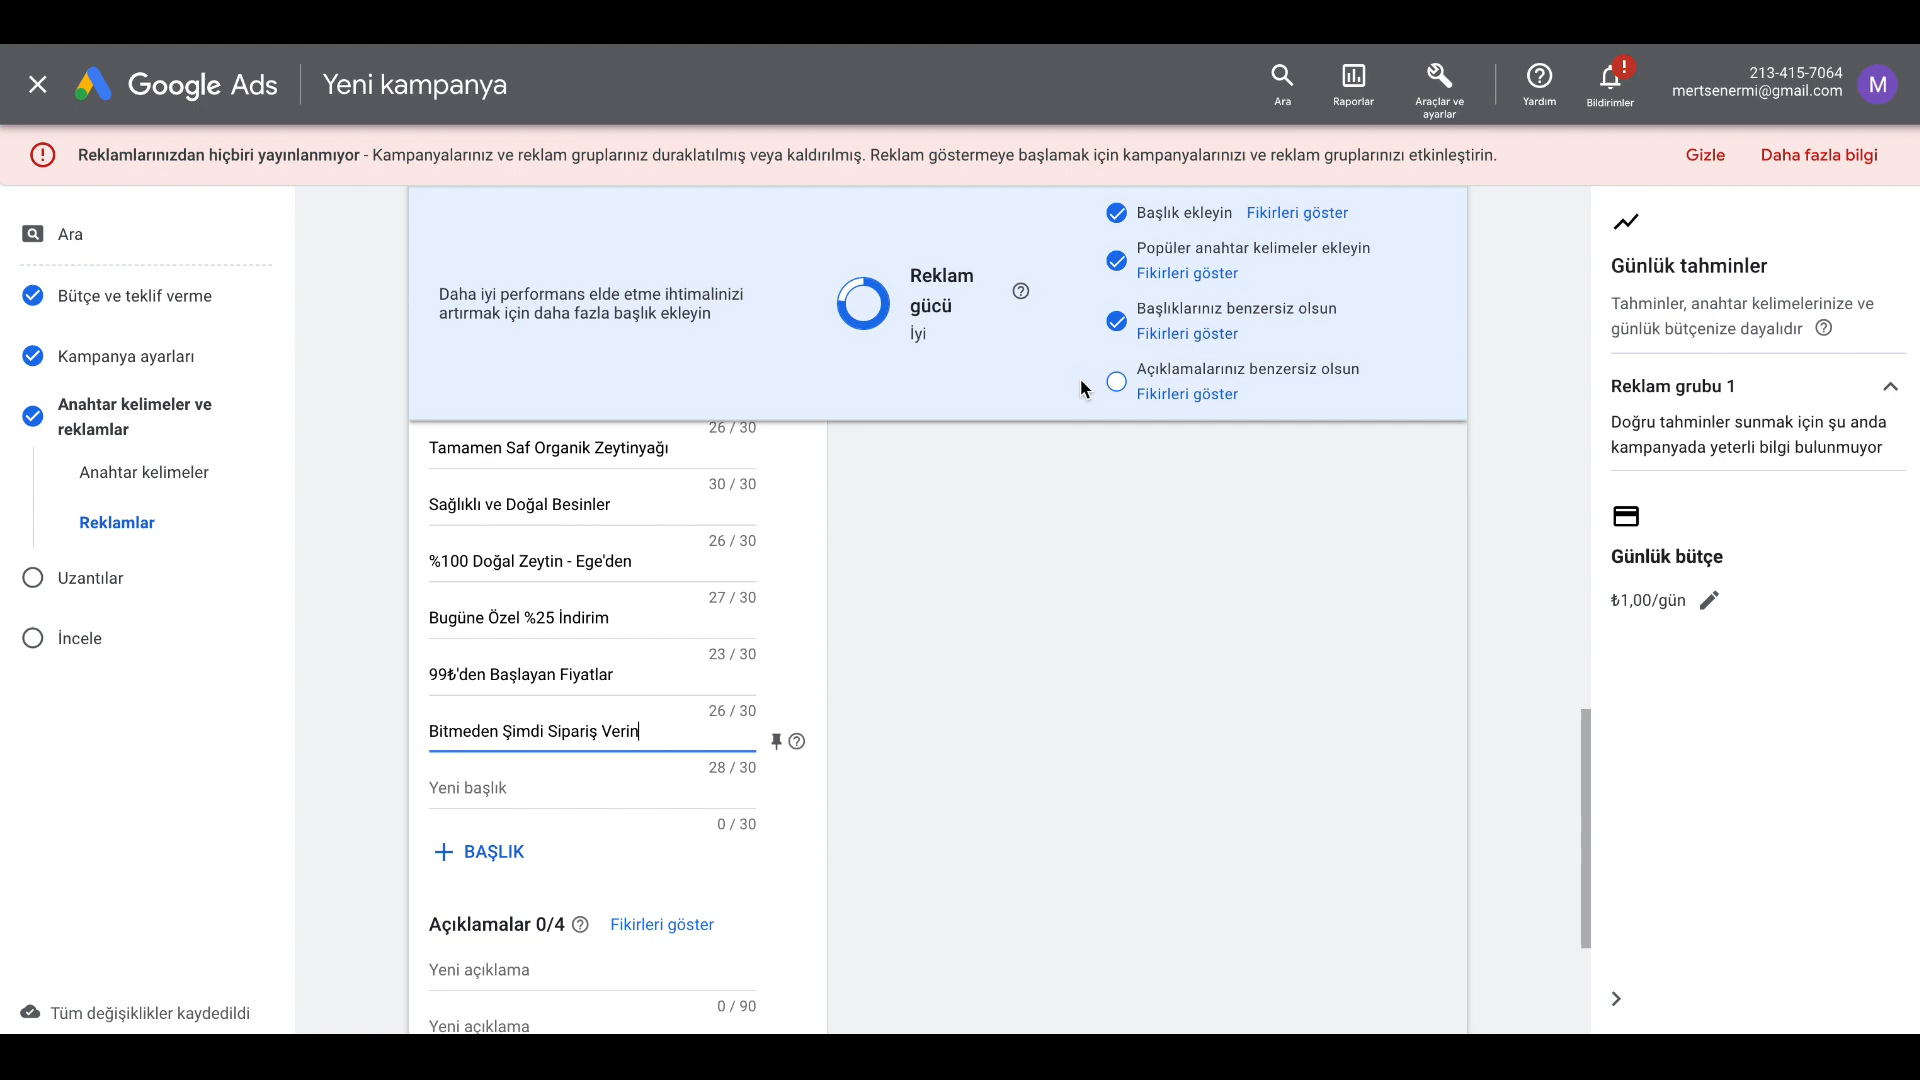 Google Ads
Yeni kampanya
Ara
Raporlar
Araçlar ve
ayarlar
Yardım
!
Bildirimler
213-415-7064
mertsenermi@gmail.com
M
Reklamlarınızdan hiçbiri yayınlanmıyor - Kampanyalarınız ve reklam gruplarınız duraklatılmış veya kaldırılmış. Reklam göstermeye başlamak için kampanyalarınızı ve reklam gruplarınızı etkinleştirin.
Gizle
Daha fazla bilgi
Ara
Bütçe ve teklif verme
Kampanya ayarları
Anahtar kelimeler ve
reklamlar
Anahtar kelimeler
Reklamlar
Uzantılar
İncele
Tüm değişiklikler kaydedildi
Daha iyi performans elde etme ihtimalinizi
artırmak için daha fazla başlık ekleyin
Reklam
gücü
İyi
Başlık ekleyin Fikirleri göster
Popüler anahtar kelimeler ekleyin
Fikirleri göster
Başlıklarınız benzersiz olsun
Fikirleri göster
Açıklamalarınız benzersiz olsun
Fikirleri göster
26 / 30
Tamamen Saf Organik Zeytinyağı
30 / 30
Sağlıklı ve Doğal Besinler
26 / 30
%100 Doğal Zeytin - Ege'den
27 / 30
Bugüne Özel %25 İndirim
23 / 30
99₺'den Başlayan Fiyatlar
26 / 30
Bitmeden Şimdi Sipariş Verin
28 / 30
Yeni başlık
0 / 30
+ BAŞLIK
Açıklamalar 0/4 Fikirleri göster
Yeni açıklama
0 / 90
Yeni açıklama
Günlük tahminler
Tahminler, anahtar kelimelerinize ve
günlük bütçenize dayalıdır
Reklam grubu 1
Doğru tahminler sunmak için şu anda
kampanyada yeterli bilgi bulunmuyor
Günlük bütçe
₺1,00/gün